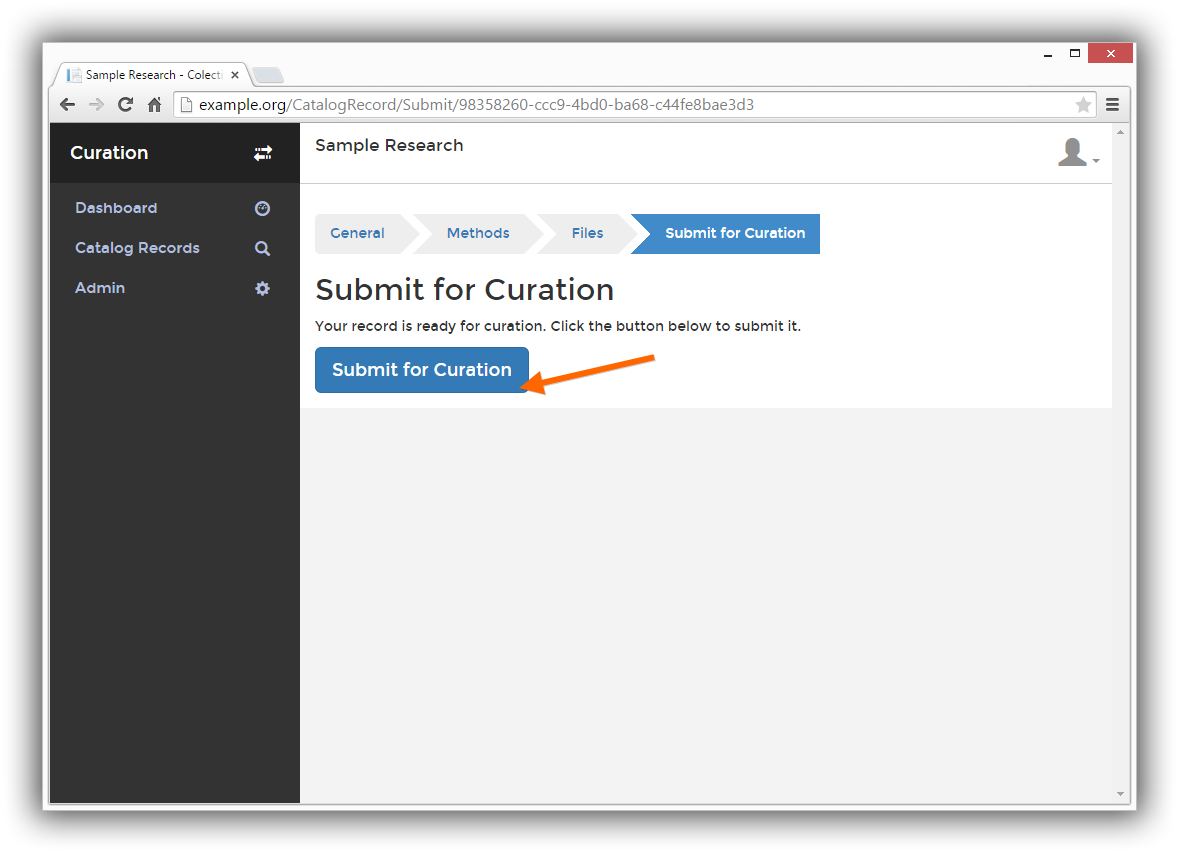 Sample Research - Colect
example.org/CatalogRecord/Submit/98358260-ccc9-4bd0-ba68-c44fe8bae3d3
Curation
Dashboard
Catalog Records
Admin
Sample Research
General Methods Files Submit for Curation
Submit for Curation
Your record is ready for curation. Click the button below to submit it.
Submit for Curation